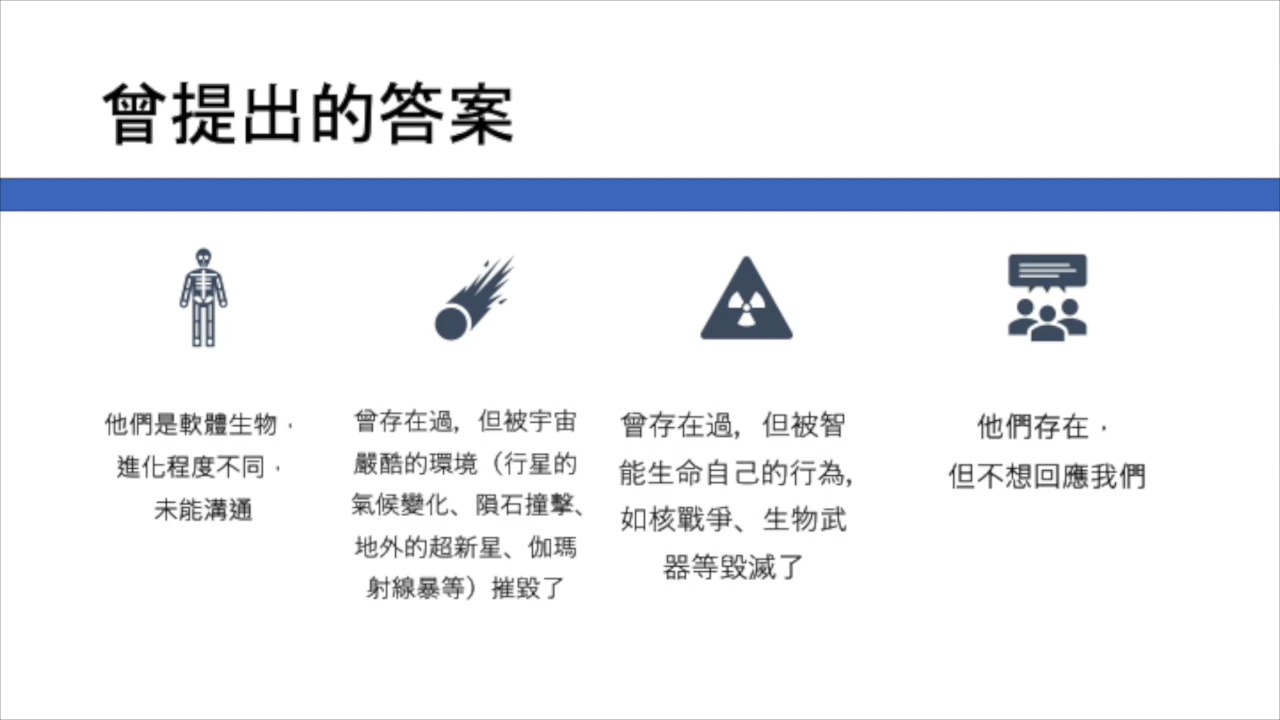 曾提出的答案
他們是軟體生物，
進化程度不同，
未能溝通
曾存在過，但被宇宙
嚴酷的環境（行星的
氣候變化、隕石撞擊、
地外的超新星、伽瑪
射線暴等）摧毀了
曾存在過，但被智
能生命自己的行為,
如核戰爭、生物武
器等毀滅了
他們存在，
但不想回應我們